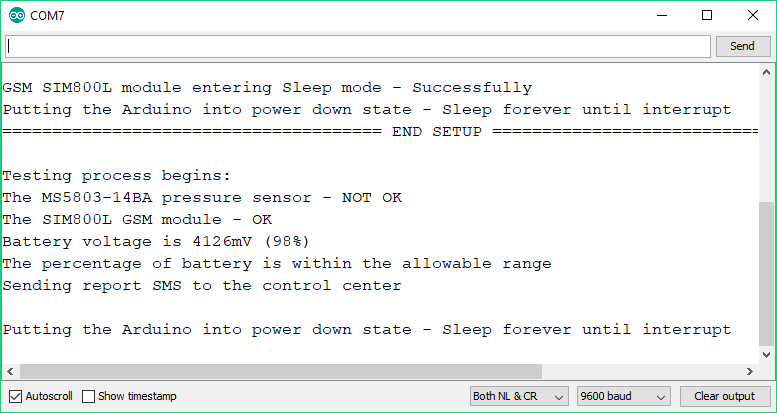 COM7
Send
GSM SIM800L module entering Sleep mode - Successfully
Putting the Arduino into power down state - Sleep forever until interrupt
====================================== END SETUP ===========================
Testing process begins:
The MS5803-14BA pressure sensor - NOT OK
The SIM800L GSM module - OK
Battery voltage is 4126mV (98%)
The percentage of battery is within the allowable range
Sending report SMS to the control center
Putting the Arduino into power down state - Sleep forever until interrupt
Autoscroll Show timestamp Both NL & CR 9600 baud Clear output